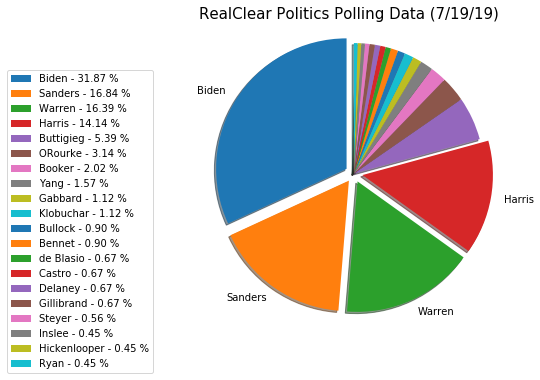 RealClear Politics Polling Data (7/19/19)
Biden - 31.87 %
Sanders - 16.84 %
Warren - 16.39 %
Harris - 14.14 %
Buttigieg - 5.39 %
ORourke - 3.14 %
Booker - 2.02 %
Yang - 1.57 %
Gabbard - 1.12 %
Klobuchar - 1.12 %
Bullock - 0.90 %
Bennet - 0.90 %
de Blasio - 0.67 %
Castro - 0.67 %
Delaney - 0.67 %
Gillibrand - 0.67 %
Steyer - 0.56 %
Inslee - 0.45 %
Hickenlooper - 0.45 %
Ryan - 0.45 %
Biden
Harris
Sanders
Warren